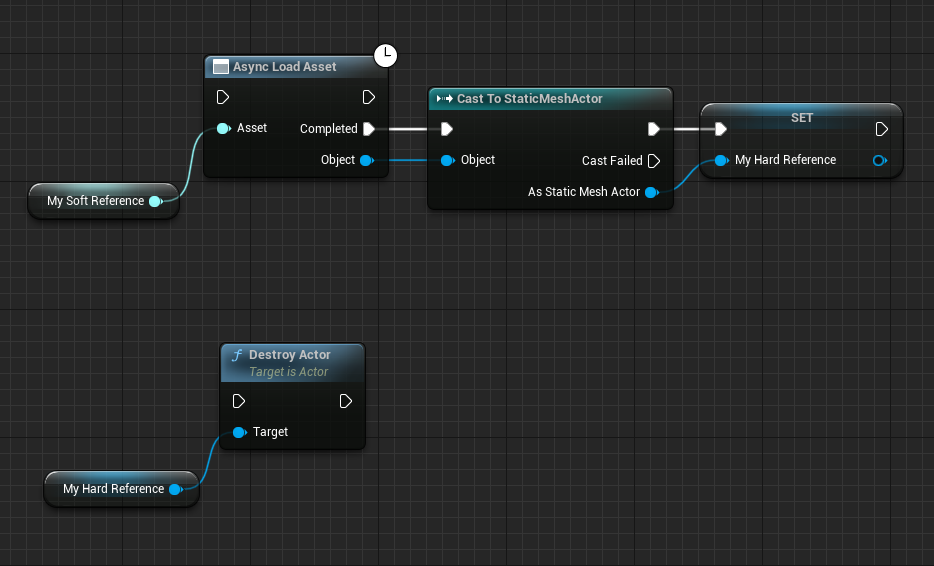 Async Load Asset
Asset
Completed
Object
My Soft Reference
Cast To StaticMeshActor
Object
Cast Failed
As Static Mesh Actor
SET
My Hard Reference
Destroy Actor
Target is Actor
Target
My Hard Reference